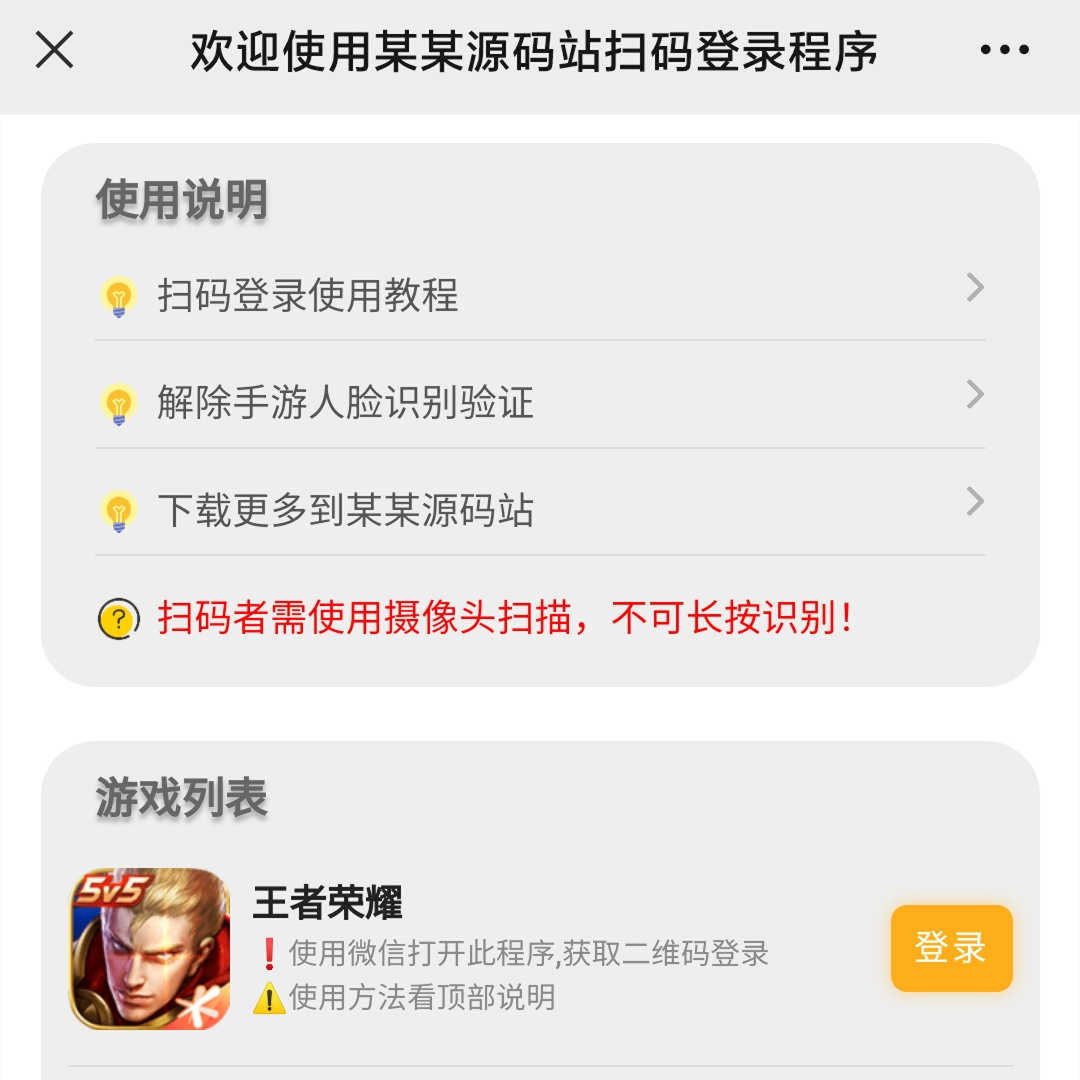 欢迎使用某某源码站扫码登录程序
使用说明
扫码登录使用教程
解除手游人脸识别验证
下载更多到某某源码站
?
扫码者需使用摄像头扫描，不可长按识别！
游戏列表
5v5
王者荣耀
❗使用微信打开此程序,获取二维码登录
⚠️使用方法看顶部说明
登录